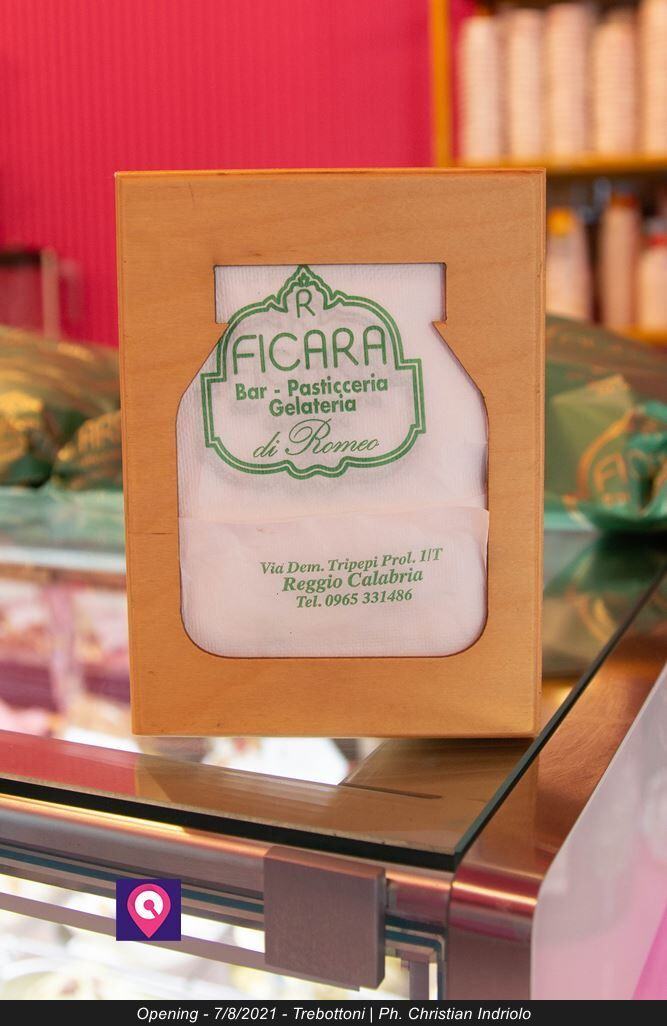 R
FICARA
Bar - Pasticceria
Gelateria
di Romeo
Via Dem. Tripepi Prol. 1/T
Reggio Calabria
Tel. 0965 331486
Opening - 7/8/2021 - Trebottoni | Ph. Christian Indriolo